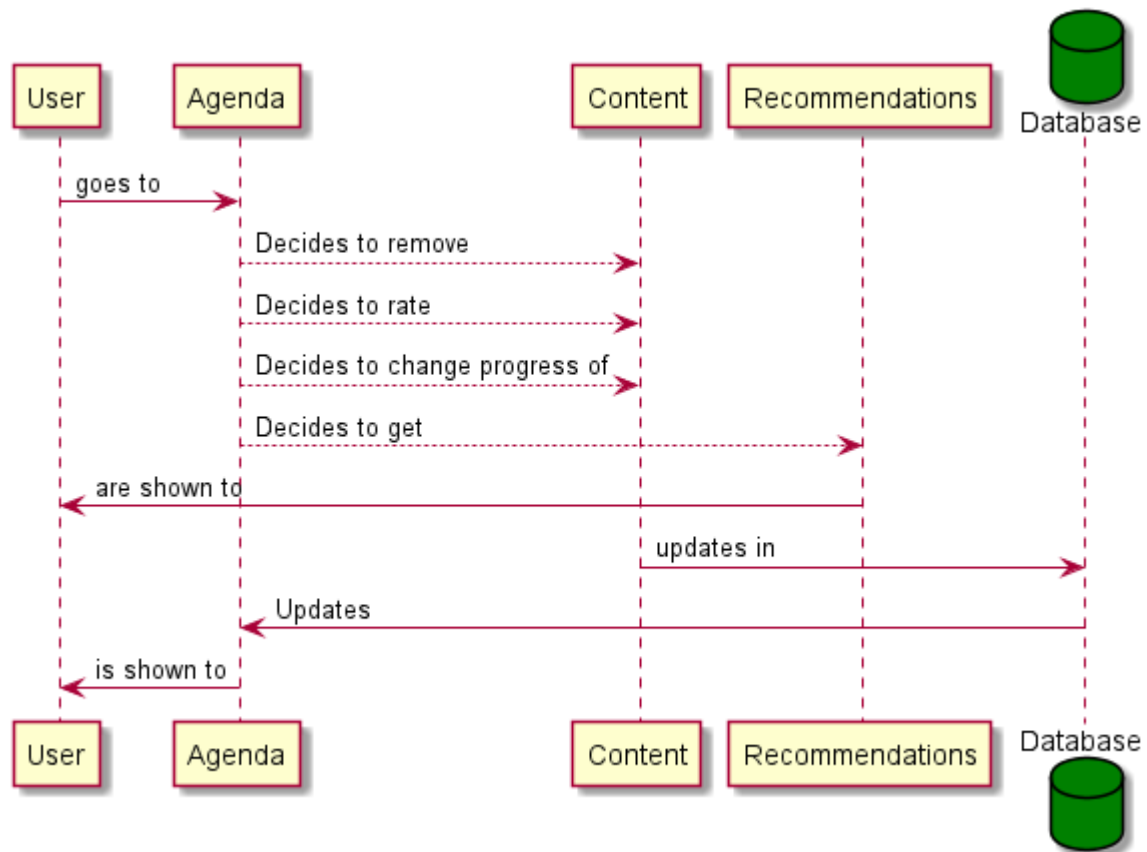 User
Agenda
Content
Recommendations
Database
goes to
Decides to remove
Decides to rate
Decides to change progress of
Decides to get
are shown to
updates in
Updates
is shown to
User
Agenda
Content
Recommendations
Database